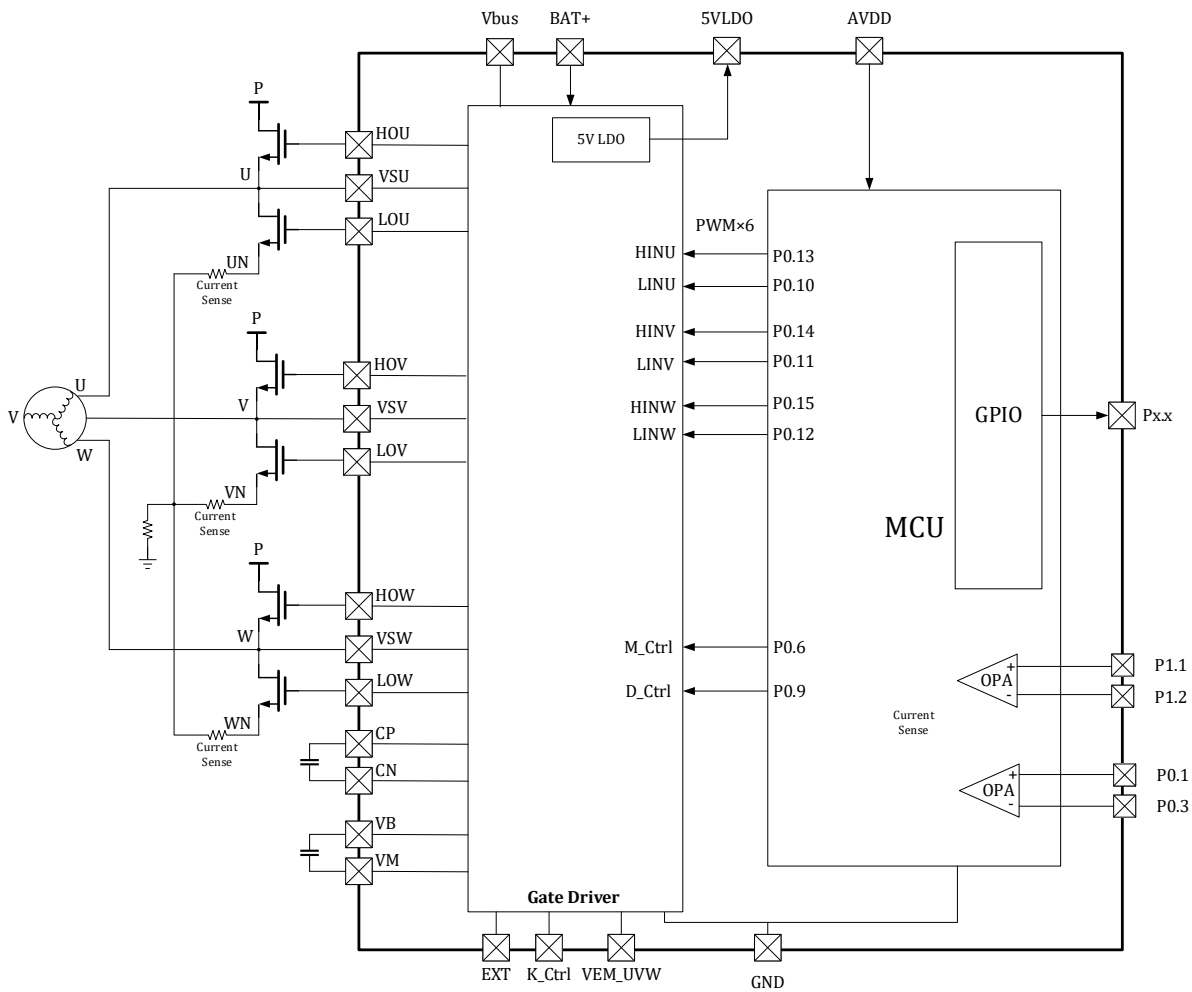 Vbus
BAT+
5VLDO
AVDD
P
HOU
5V LDO
U
VSU
LOU
PWM×6
UN
HINU
P0.13
Current
Sense
LINU
P0.10
P
HINV
P0.14
HOV
LINV
P0.11
U
V
VSV
HINW
P0.15
GPIO
Px.x
V
LINW
P0.12
W
LOV
VN
Current
Sense
MCU
P
HOW
W
VSW
M_Ctrl
P0.6
+
OPA
-
P1.1
P1.2
LOW
D_Ctrl
P0.9
WN
Current
Sense
Current
Sense
CP
CN
+
OPA
-
P0.1
P0.3
VB
VM
Gate Driver
EXT
K_Ctrl
VEM_UVW
GND